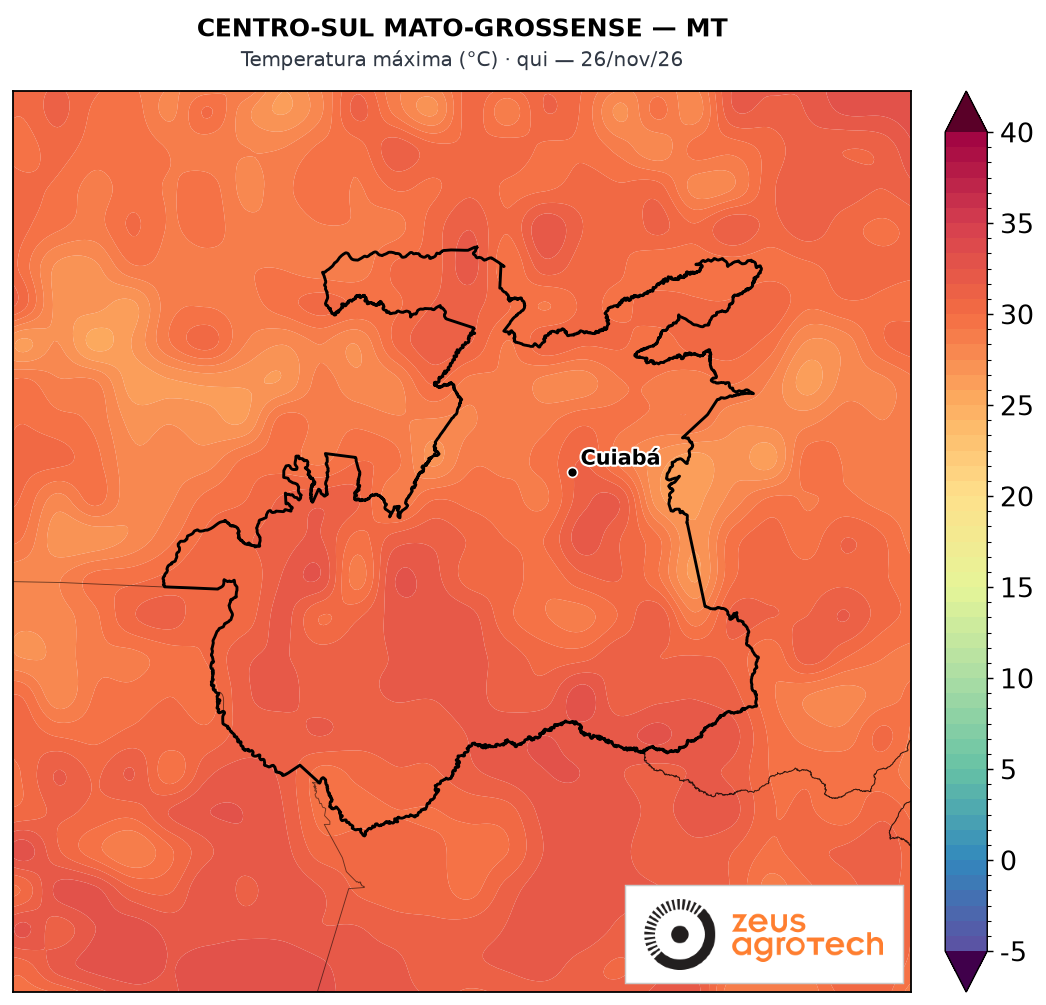 CENTRO-SUL MATO-GROSSENSE — MT
Temperatura máxima (°C) · qui — 26/nov/26
40
35
30
25
20
15
10
5
0
-5
Cuiabá
zeus
agrotech